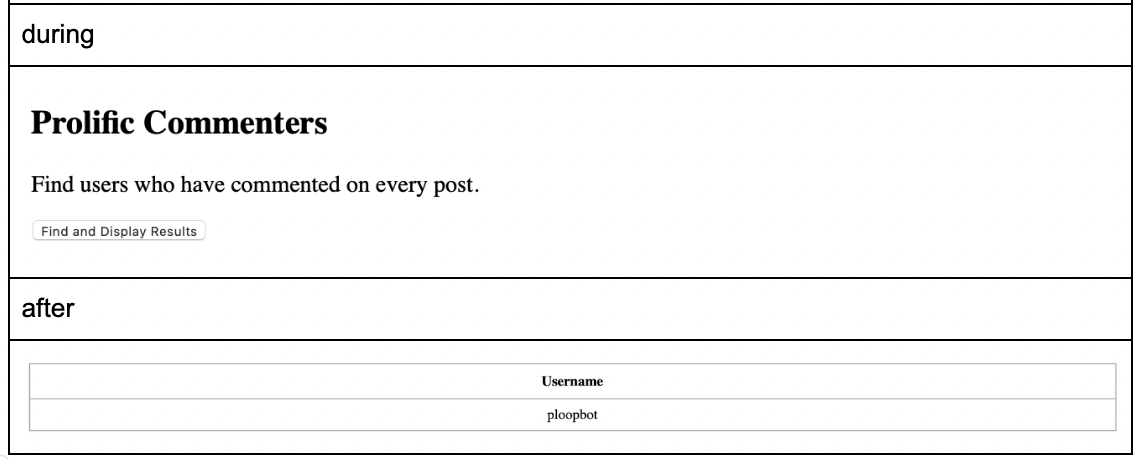 during
Prolific Commenters
Find users who have commented on every post.
Find and Display Results
after
Username
ploopbot